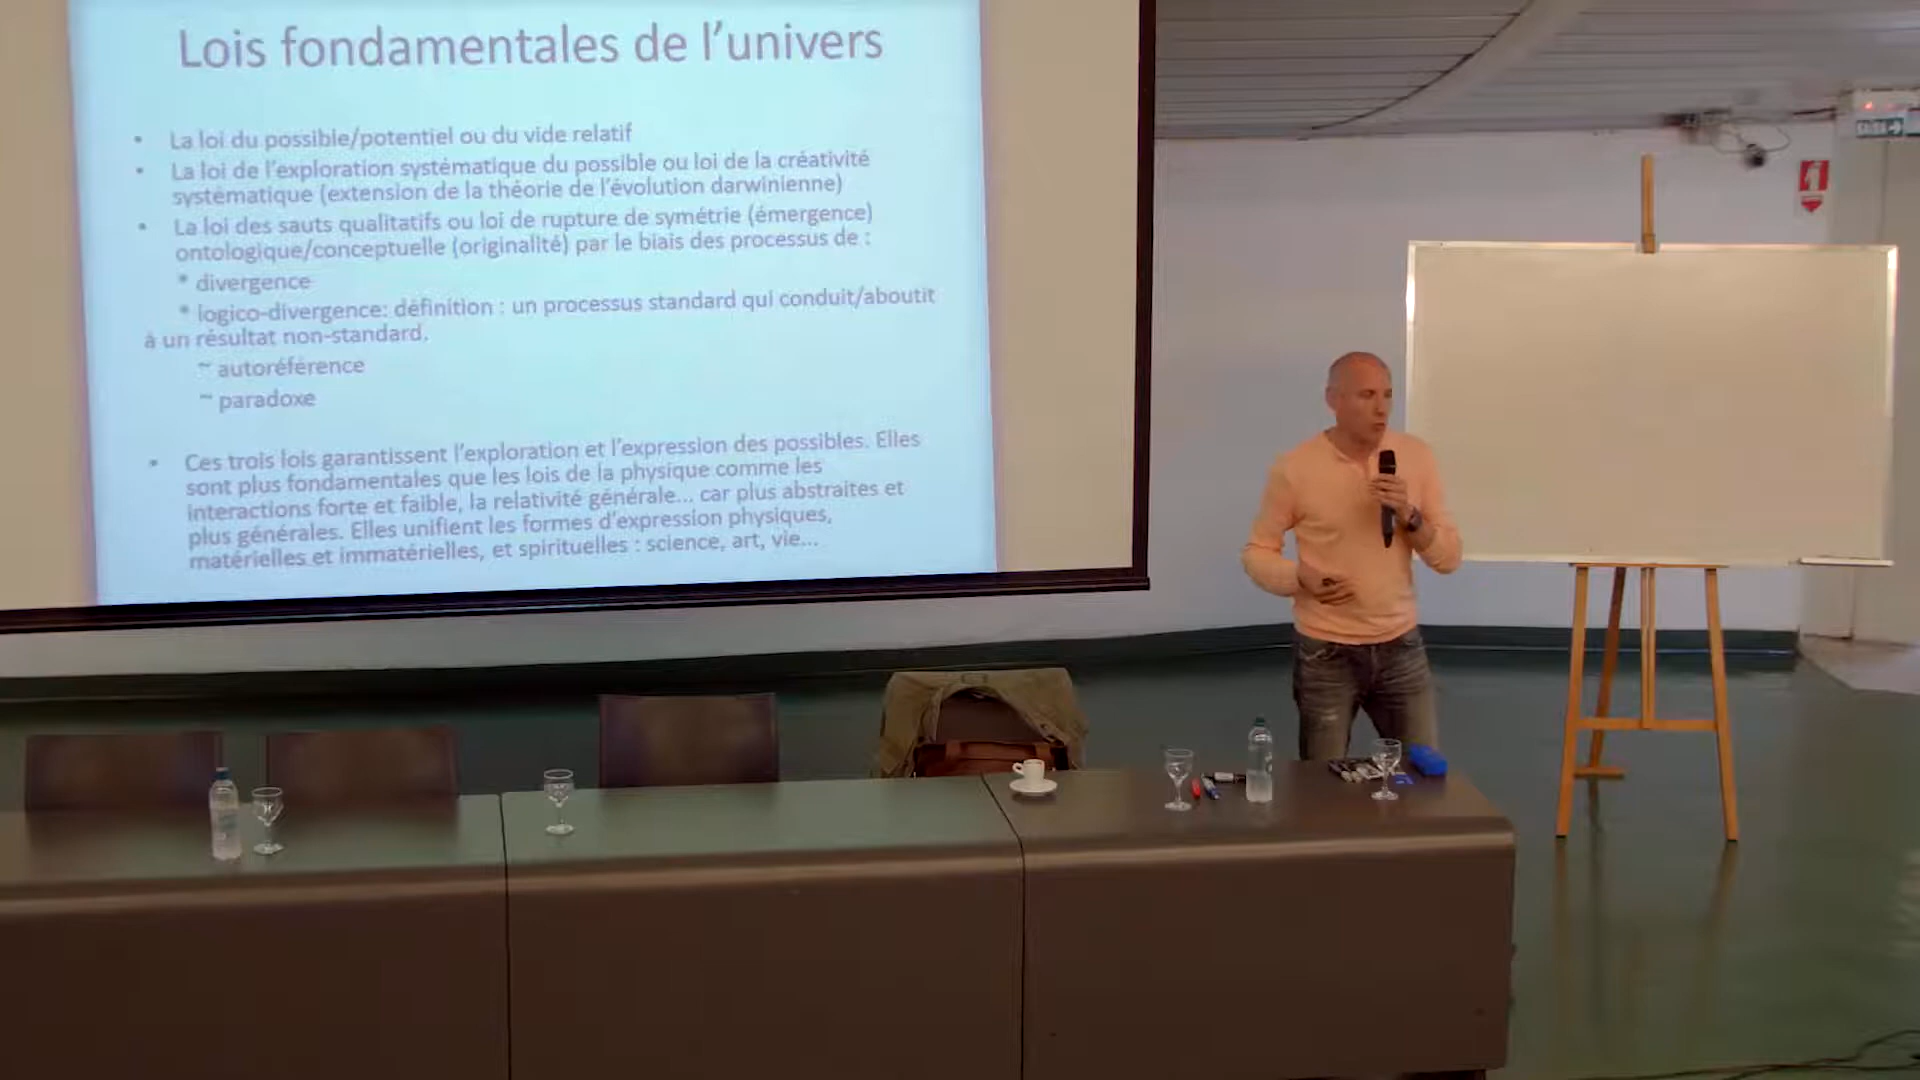 Lois fondamentales de l'univers
• La loi du possible/potentiel ou du vide relatif
• La loi de l'exploration systématique du possible ou loi de la créativité
systématique (extension de la théorie de l'évolution darwinienne)
• La loi des sauts qualitatifs ou loi de rupture de symétrie (émergence)
ontologique/conceptuelle (originalité) par le biais des processus de :
* divergence
* logico-divergence: définition : un processus standard qui conduit/aboutit
à un résultat non-standard.
~ autoréférence
~ paradoxe
• Ces trois lois garantissent l'exploration et l'expression des possibles. Elles
sont plus fondamentales que les lois de la physique comme les
interactions forte et faible, la relativité générale... car plus abstraites et
plus générales. Elles unifient les formes d'expression physiques,
matérielles et immatérielles, et spirituelles : science, art, vie...